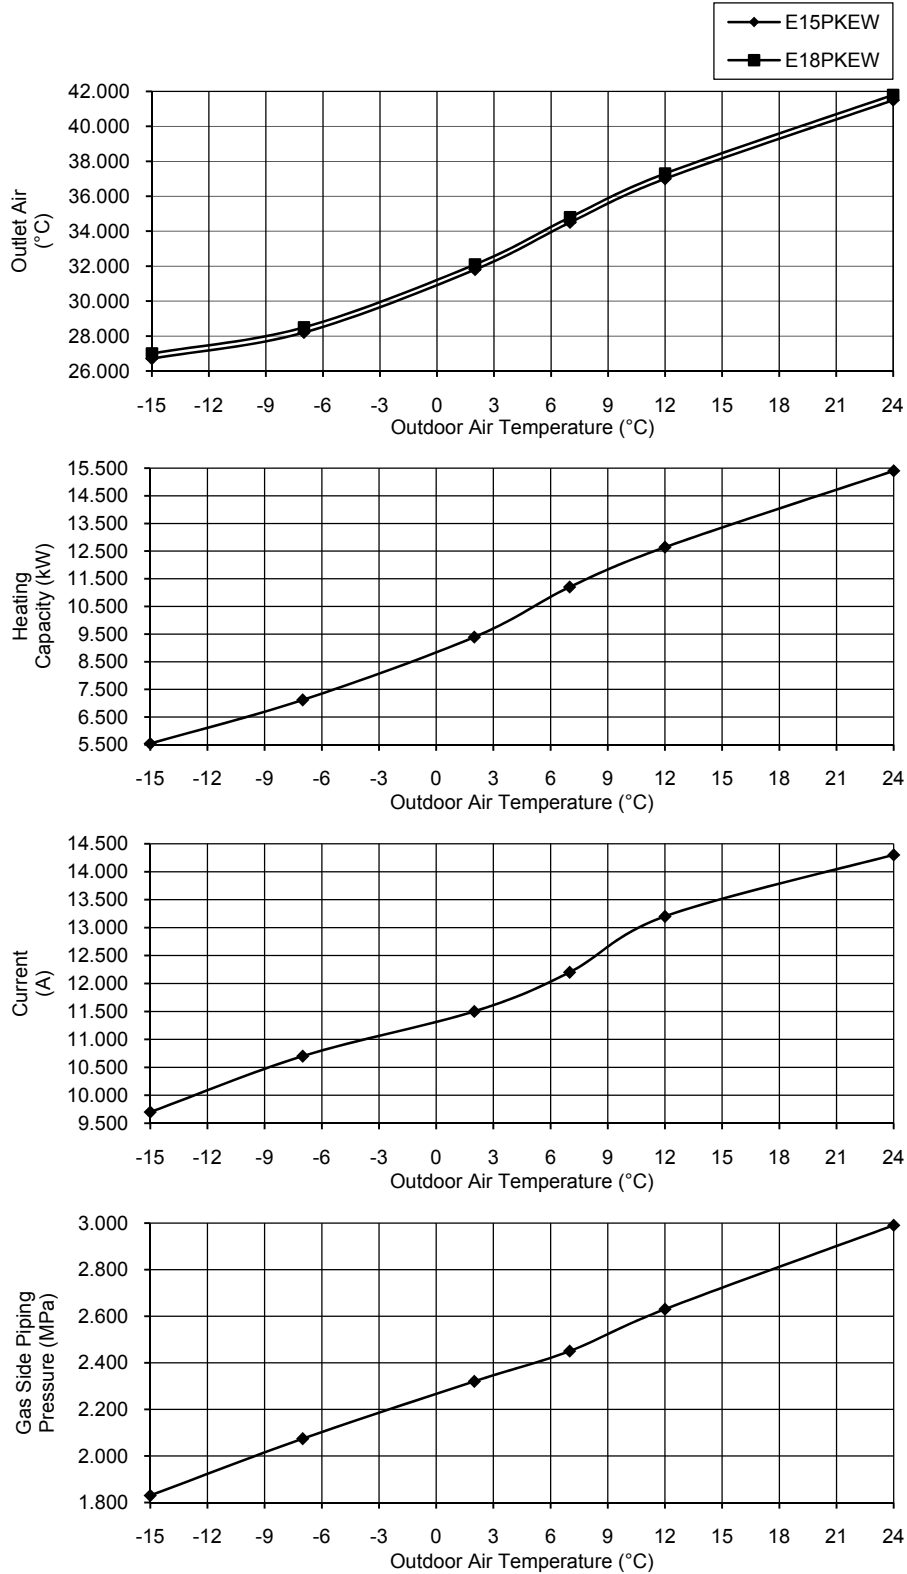 E15PKEW
E18PKEW
42.000
40.000
38.000
36.000
34.000
32.000
30.000
28.000
26.000
Outlet Air
(°C)
-15 -12 -9 -6 -3 0 3 6 9 12 15 18 21 24
Outdoor Air Temperature (°C)
15.500
14.500
13.500
12.500
11.500
10.500
9.500
8.500
7.500
6.500
5.500
Heating
Capacity (kW)
-15 -12 -9 -6 -3 0 3 6 9 12 15 18 21 24
Outdoor Air Temperature (°C)
14.500
14.000
13.500
13.000
12.500
12.000
11.500
11.000
10.500
10.000
9.500
Current
(A)
-15 -12 -9 -6 -3 0 3 6 9 12 15 18 21 24
Outdoor Air Temperature (°C)
3.000
2.800
2.600
2.400
2.200
2.000
1.800
Gas Side Piping
Pressure (MPa)
-15 -12 -9 -6 -3 0 3 6 9 12 15 18 21 24
Outdoor Air Temperature (°C)